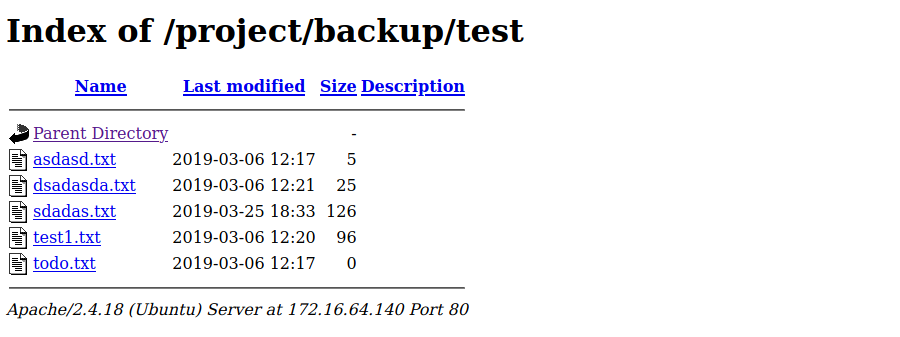 Index of /project/backup/test
Name Last modified Size Description
Parent Directory -
asdasd.txt 2019-03-06 12:17 5
dsadasda.txt 2019-03-06 12:21 25
sdadas.txt 2019-03-25 18:33 126
test1.txt 2019-03-06 12:20 96
todo.txt 2019-03-06 12:17 0
Apache/2.4.18 (Ubuntu) Server at 172.16.64.140 Port 80